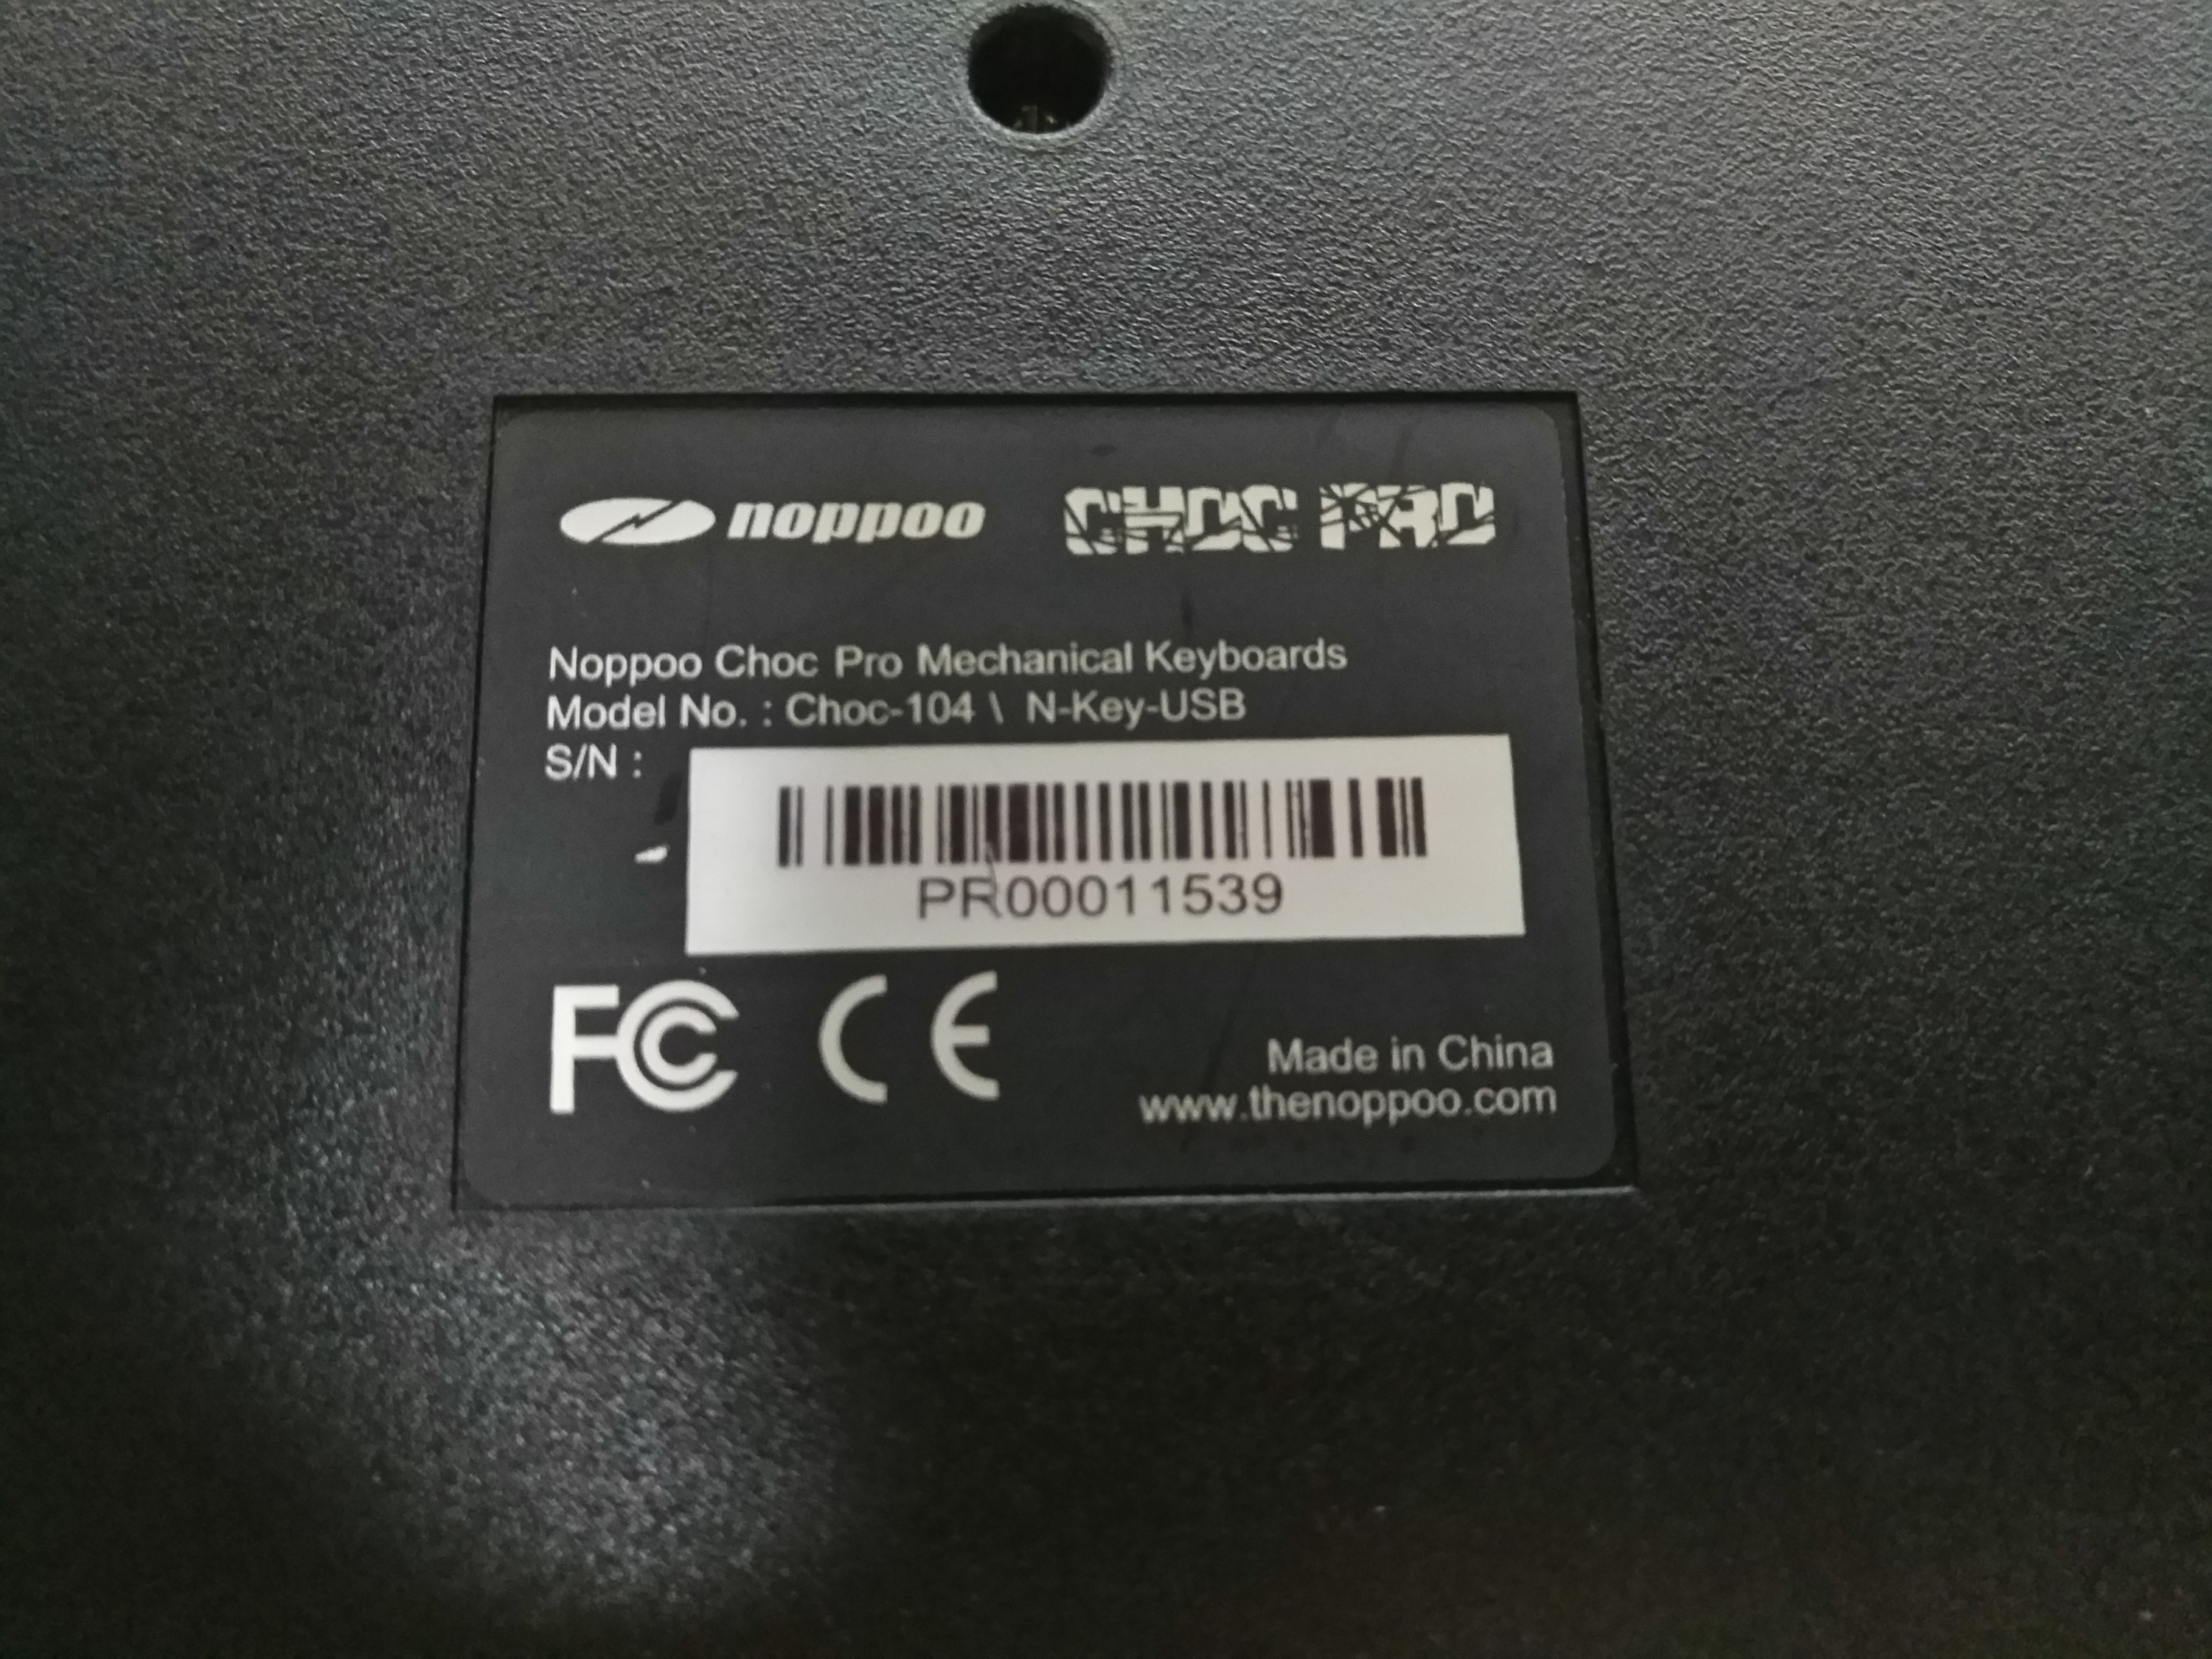 noppoo CHOC PRO
Noppoo Choc Pro Mechanical Keyboards
Model No. : Choc-104 \ N-Key-USB
S/N :
PR00011539
FC CE
Made in China
www.thenoppoo.com